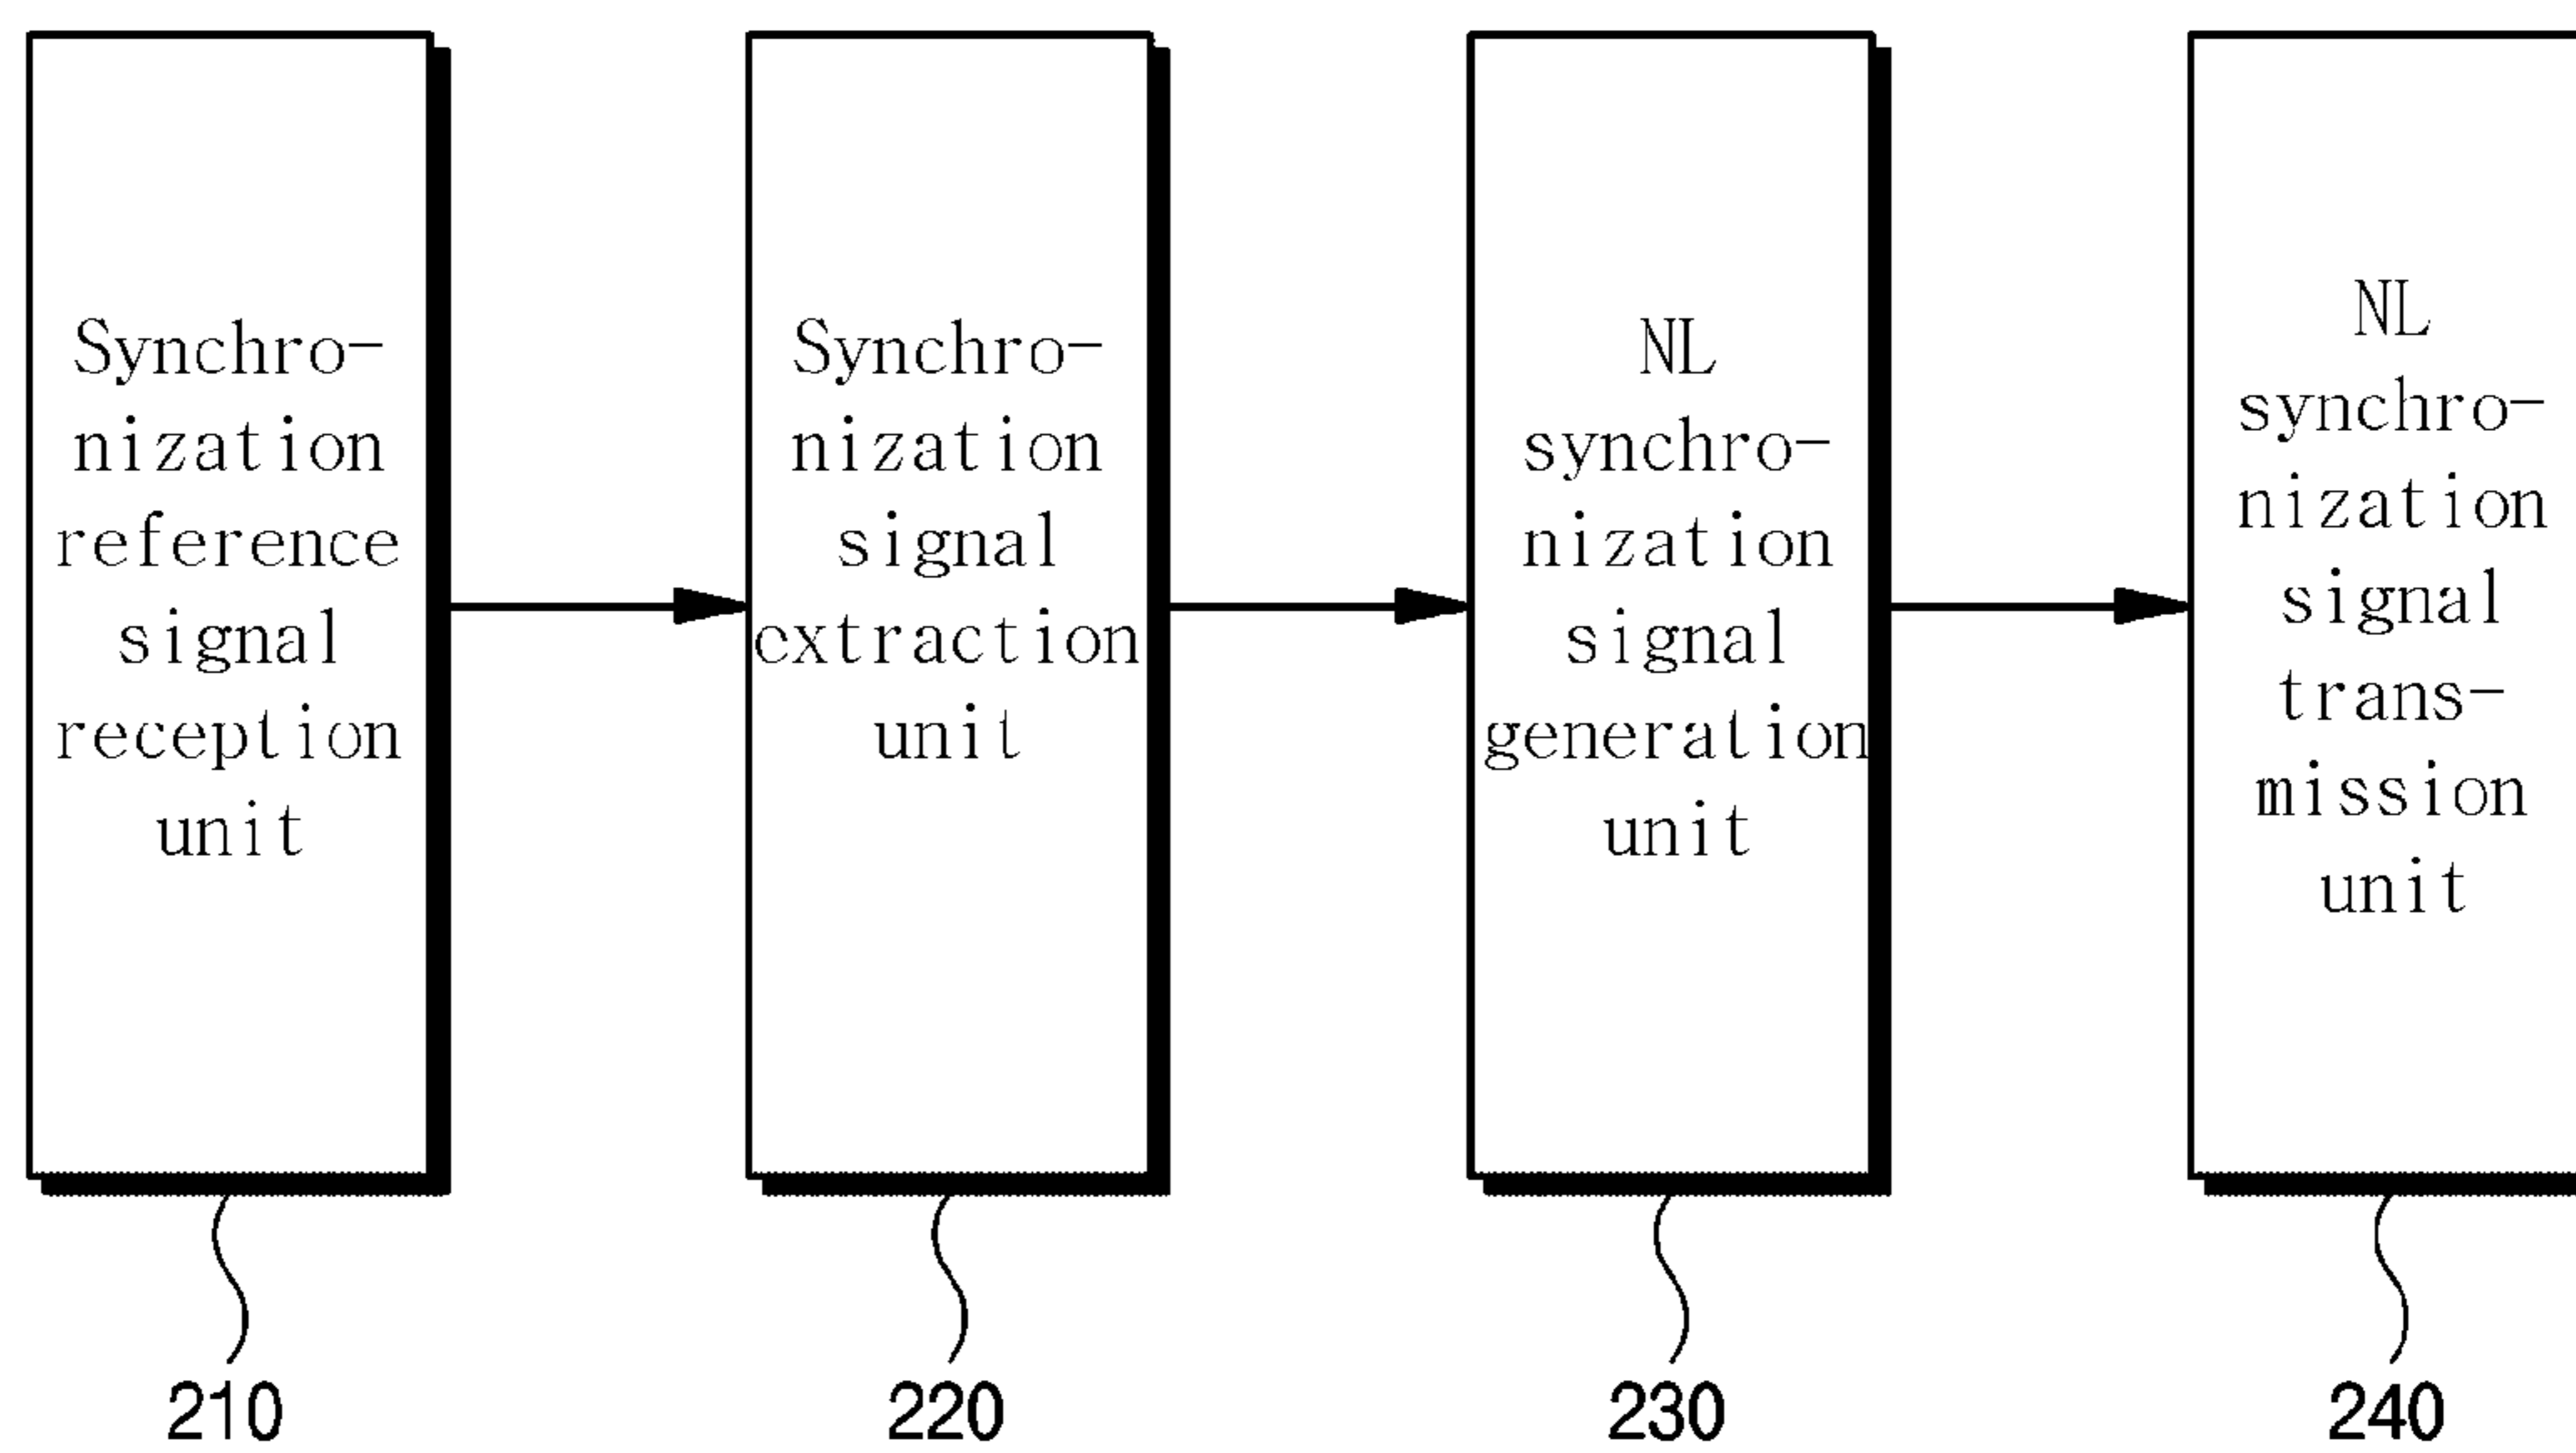 Synchro-
nization
reference
signal
reception
unit
Synchro-
nization
signal
extraction
unit
NL
synchro-
nization
signal
generation
unit
NL
synchro-
nization
signal
trans-
mission
unit
210
220
230
240